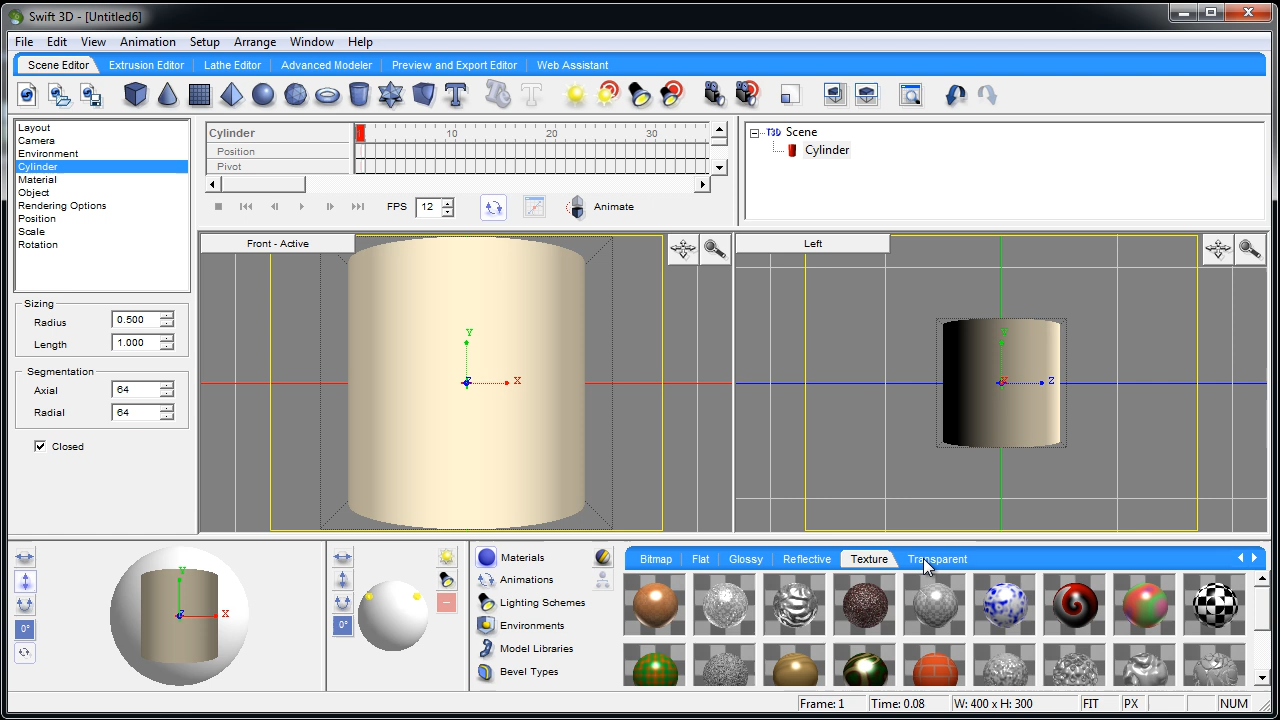 Swift 3D - [Untitled6]
File Edit View Animation Setup Arrange Window Help
Scene Editor Extrusion Editor Lathe Editor Advanced Modeler Preview and Export Editor Web Assistant
Layout
Camera
Environment
Cylinder
Material
Object
Rendering Options
Position
Scale
Rotation
Cylinder 10 20 30
Position
Pivot
FPS 12 Animate
T3D Scene
Cylinder
Sizing
Radius 0.500
Length 1.000
Segmentation
Axial 64
Radial 64
Closed
Front - Active
Y
Z X
Left
Y
X Z
Y
Z X
0°
0°
Materials
Animations
Lighting Schemes
Environments
Model Libraries
Bevel Types
Bitmap Flat Glossy Reflective Texture Transparent
Frame: 1 Time: 0.08 W: 400 x H: 300 FIT PX NUM